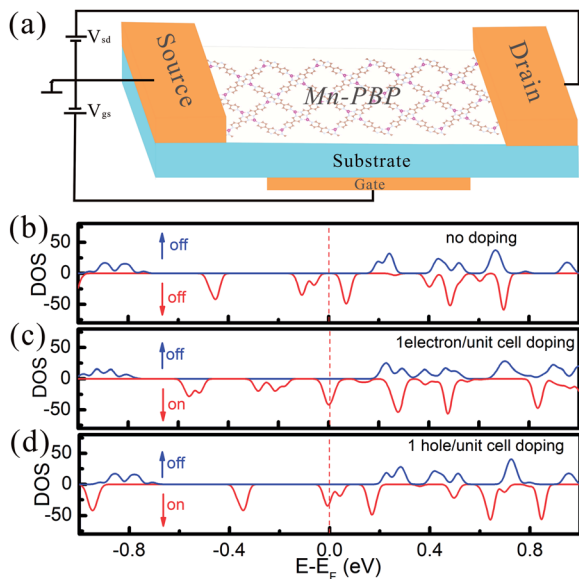 (a)
V_sd
V_gs
Source
Mn-PBP
Drain
Substrate
Gate
(b)
50
0
-50
DOS
off
off
no doping
(c)
50
0
-50
DOS
off
on
1electron/unit cell doping
(d)
50
0
-50
DOS
off
on
1 hole/unit cell doping
-0.8 -0.4 0.0 0.4 0.8
E-E_F (eV)